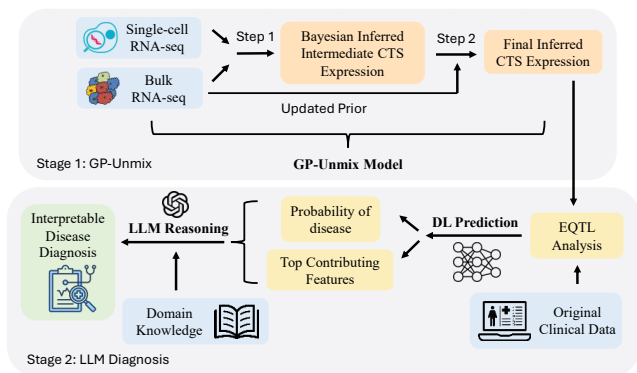 Single-cell
RNA-seq
Step 1
Bayesian Inferred
Intermediate CTS
Expression
Step 2
Final Inferred
CTS Expression
Bulk
RNA-seq
Updated Prior
GP-Unmix Model
Stage 1: GP-Unmix
Interpretable
Disease
Diagnosis
LLM Reasoning
Probability of
disease
Top Contributing
Features
DL Prediction
EQTL
Analysis
Domain
Knowledge
Original
Clinical Data
Stage 2: LLM Diagnosis